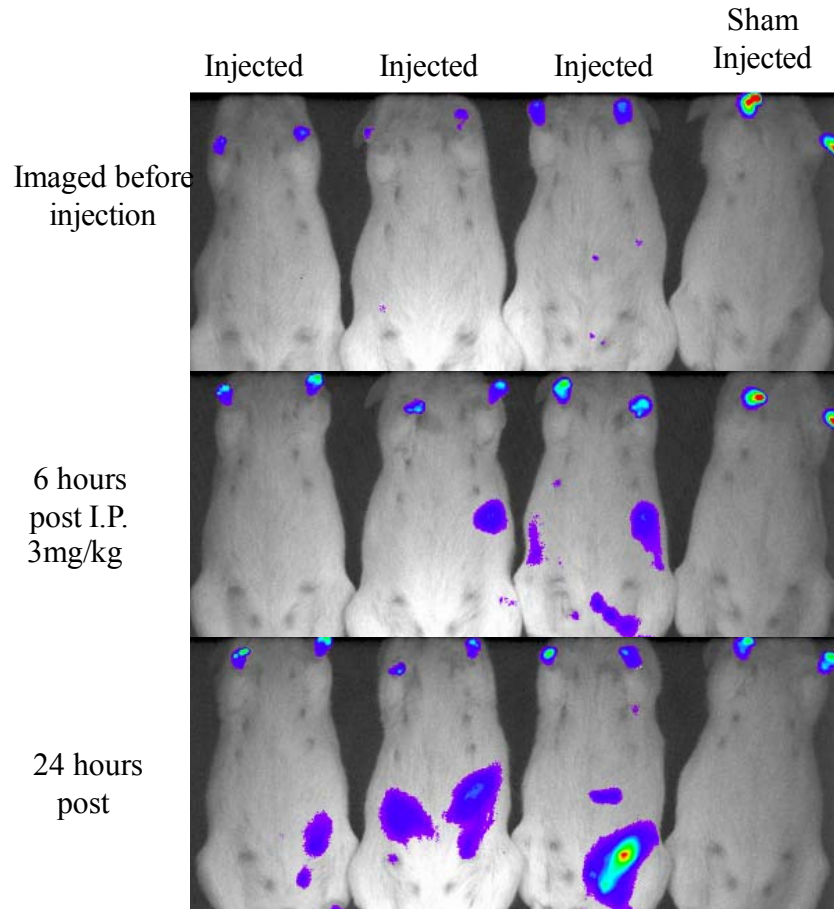 Injected
Injected
Injected
Sham
Injected
Imaged before
injection
6 hours
post I.P.
3mg/kg
24 hours
post